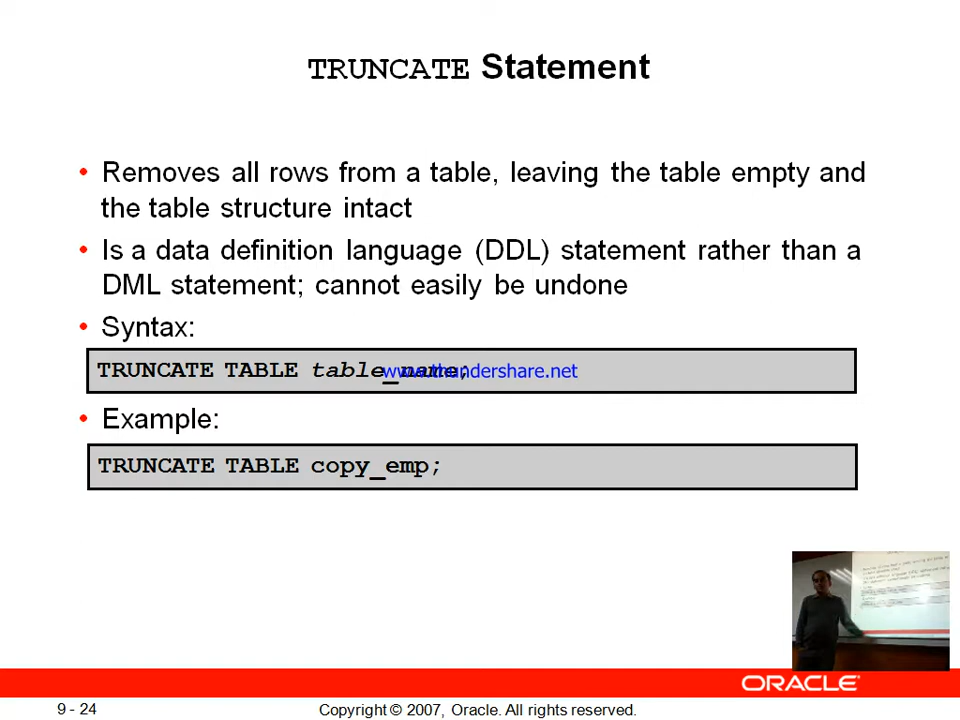 TRUNCATE Statement
• Removes all rows from a table, leaving the table empty and
the table structure intact
• Is a data definition language (DDL) statement rather than a
DML statement; cannot easily be undone
• Syntax:
TRUNCATE TABLE table_name;
www.thundershare.net
• Example:
TRUNCATE TABLE copy_emp;
ORACLE
9 - 24
Copyright © 2007, Oracle. All rights reserved.